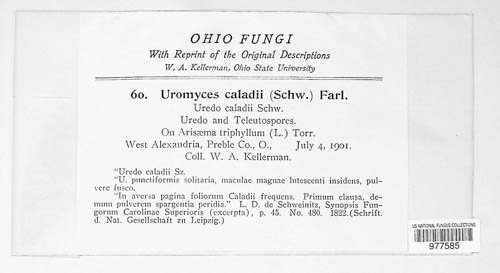 OHIO FUNGI
With Reprint of the Original Descriptions
W. A. Kellerman, Ohio State University
60. Uromyces caladii (Schw.) Farl.
Uredo caladii Schw.
Uredo and Teleutospores.
On Arisæma triphyllum (L.) Torr.
West Alexandria, Preble Co., O., July 4, 1901.
Coll. W. A. Kellerman.
"Uredo caladii Sz.
"U. punctiformis solitaria, maculae magnae lutescenti insidens, pul-
vere fusco.
"In aversa pagina foliorum Caladii frequens. Primum clausa, de-
mum pulverem spargentia peridia." L. D. de Schweinitz, Synopsis Fun-
gorum Carolinae Superioris (excerpta), p. 45. No. 480. 1822. (Schrift.
d. Nat. Gesellschaft zu Leipzig.)
US NATIONAL FUNGUS COLLECTIONS
977585